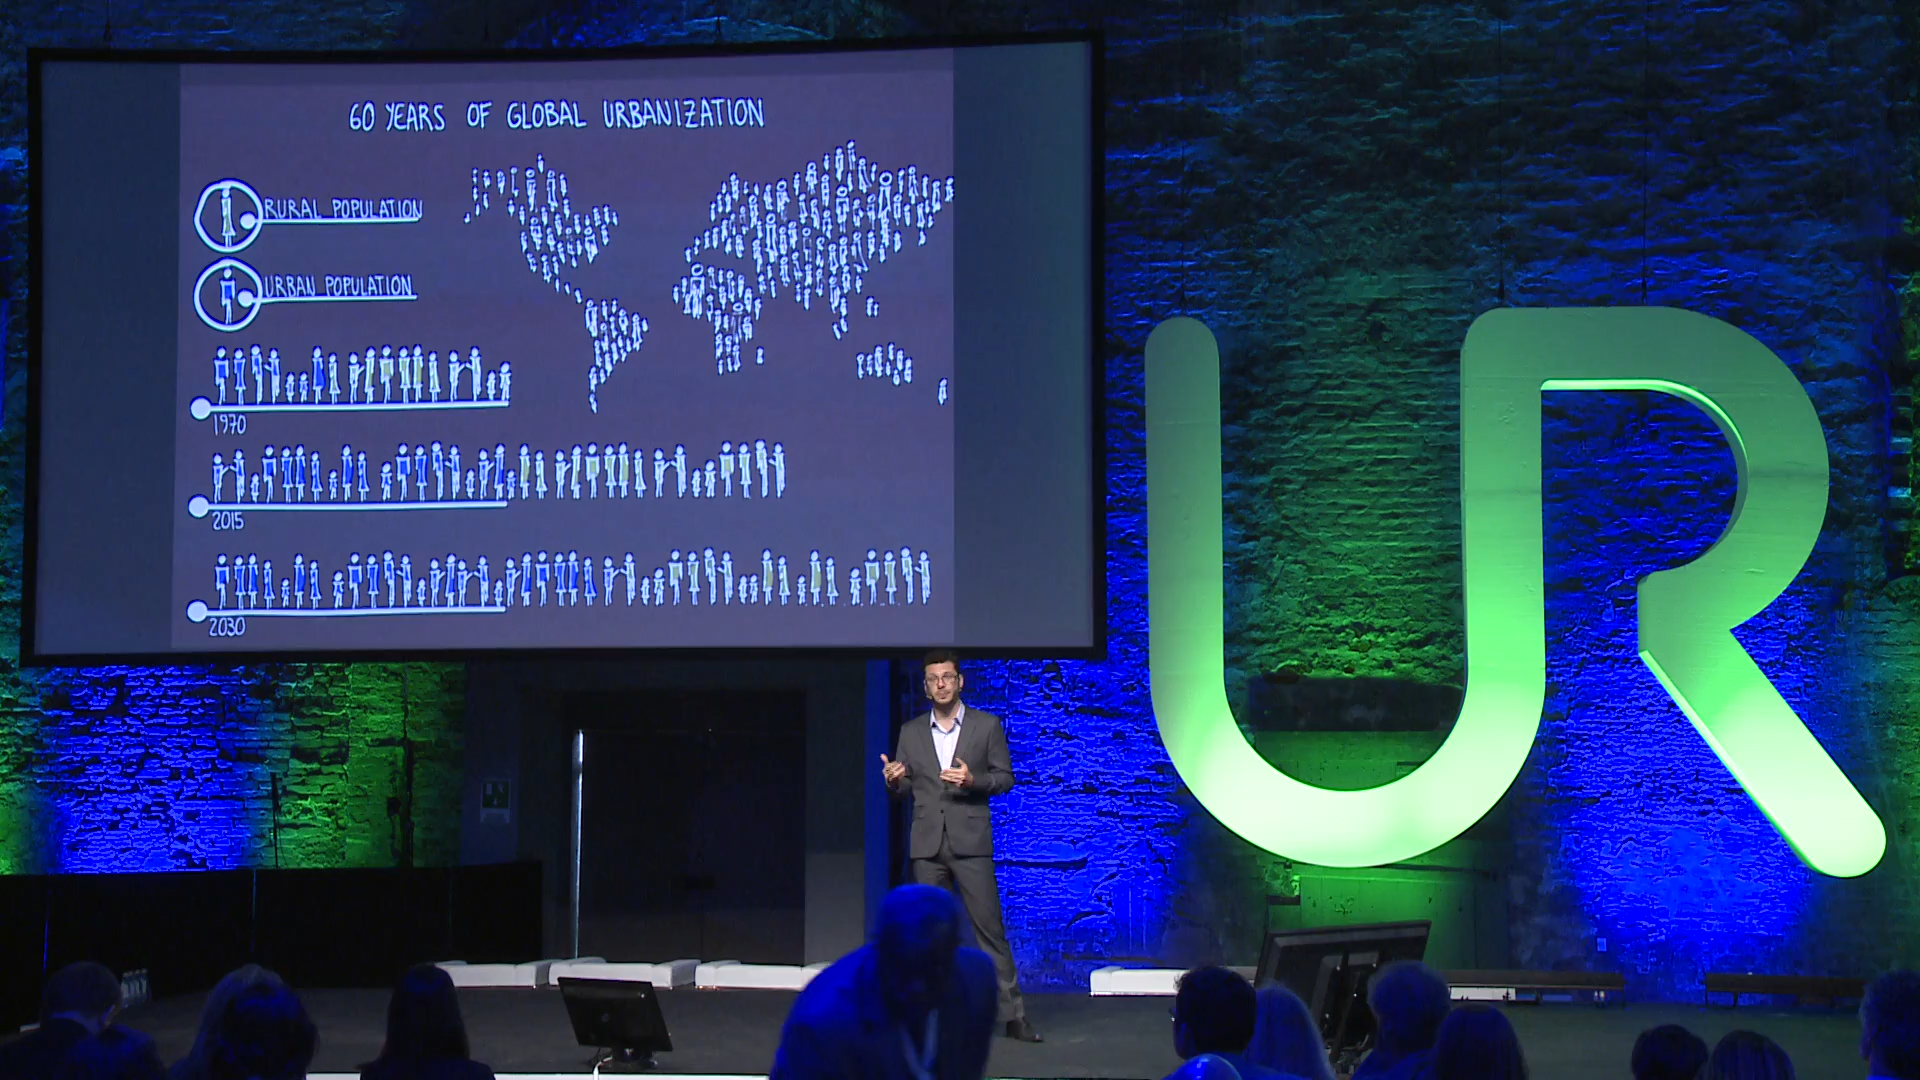 60 YEARS OF GLOBAL URBANIZATION
RURAL POPULATION
URBAN POPULATION
1970
2015
2030
UR